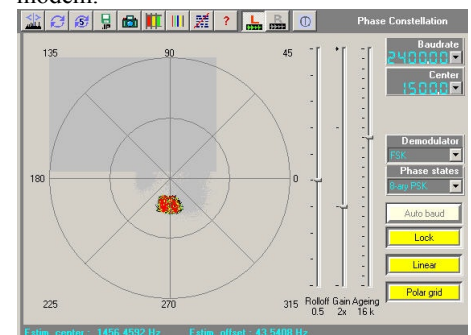 modem.
Phase Constellation
135 90 45
180 0
225 270 315
Baudrate
2400.00
Center
1500.0
Demodulator
FSK
Phase states
8-ary PSK
Auto baud
Lock
Linear
Polar grid
Rolloff Gain Ageing
0.5 2x 16 k
Estim. center : 1456.4592 Hz Estim. offset : 43.5408 Hz